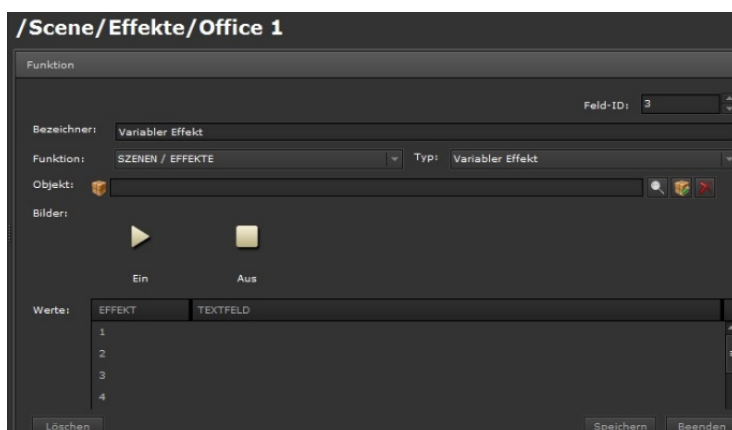 /Scene/Effekte/Office 1
Funktion
Feld-ID: 3
Bezeichner: Variabler Effekt
Funktion: SZENEN / EFFEKTE Typ: Variabler Effekt
Objekt:
Bilder:
Ein Aus
Werte: EFFEKT TEXTFELD
1
2
3
4
Löschen Speichern Beenden